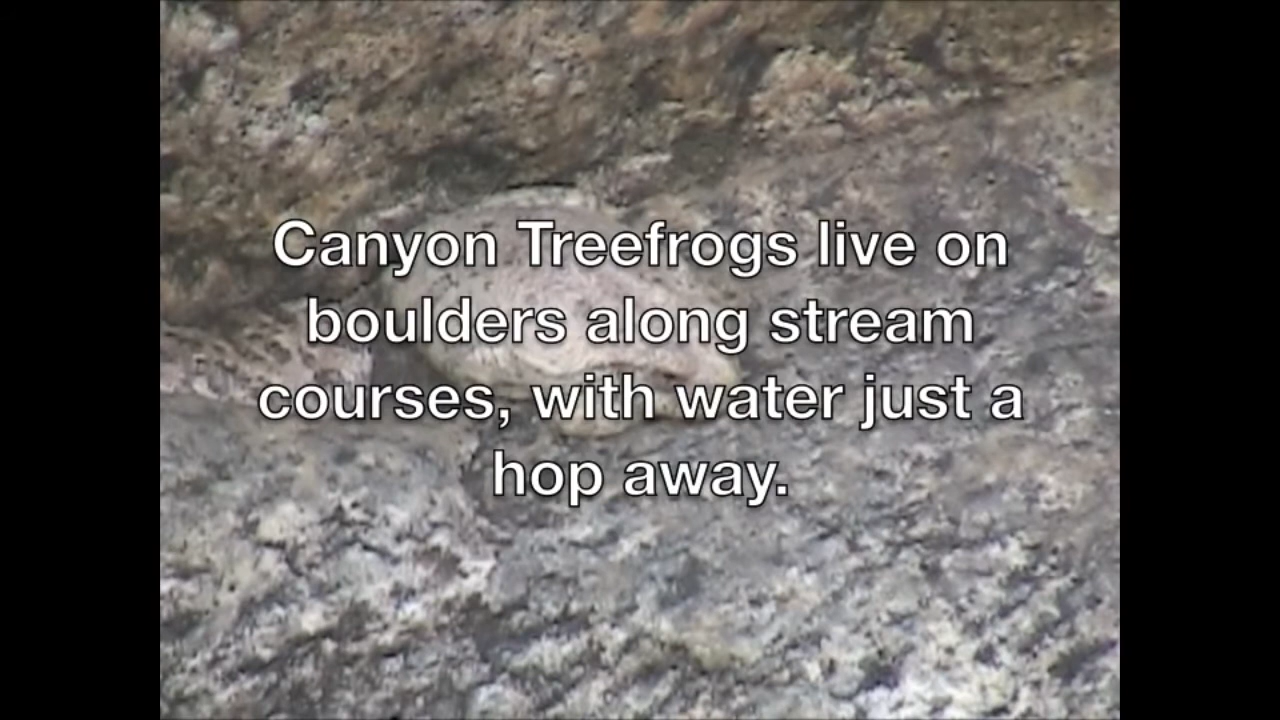 Canyon Treefrogs live on
boulders along stream
courses, with water just a
hop away.